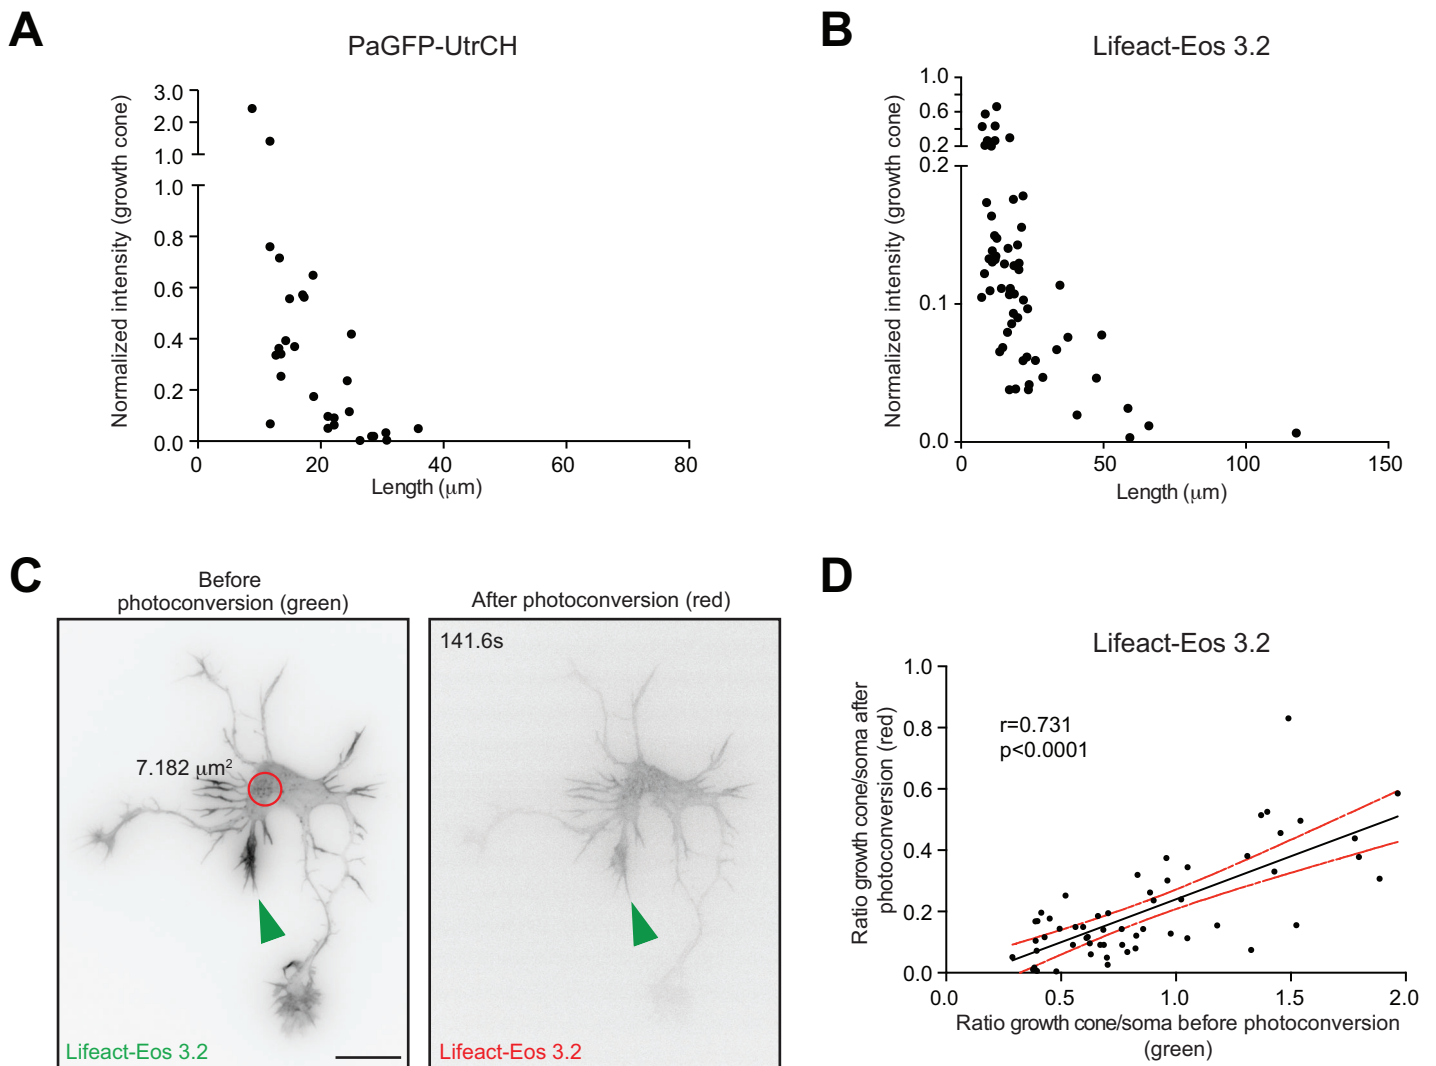 A
PaGFP-UtrCH
Normalized intensity (growth cone)
3.0
2.0
1.0
1.0
0.8
0.6
0.4
0.2
0.0
0
20
40
60
80
Length (μm)
B
Lifeact-Eos 3.2
Normalized intensity (growth cone)
1.0
0.6
0.2
0.2
0.1
0.0
0
50
100
150
Length (μm)
C
Before
photoconversion (green)
7.182 μm²
Lifeact-Eos 3.2
After photoconversion (red)
141.6s
Lifeact-Eos 3.2
D
Lifeact-Eos 3.2
Ratio growth cone/soma after
photoconversion (red)
1.0
0.8
0.6
0.4
0.2
0.0
r=0.731
p<0.0001
0.0
0.5
1.0
1.5
2.0
Ratio growth cone/soma before photoconversion
(green)